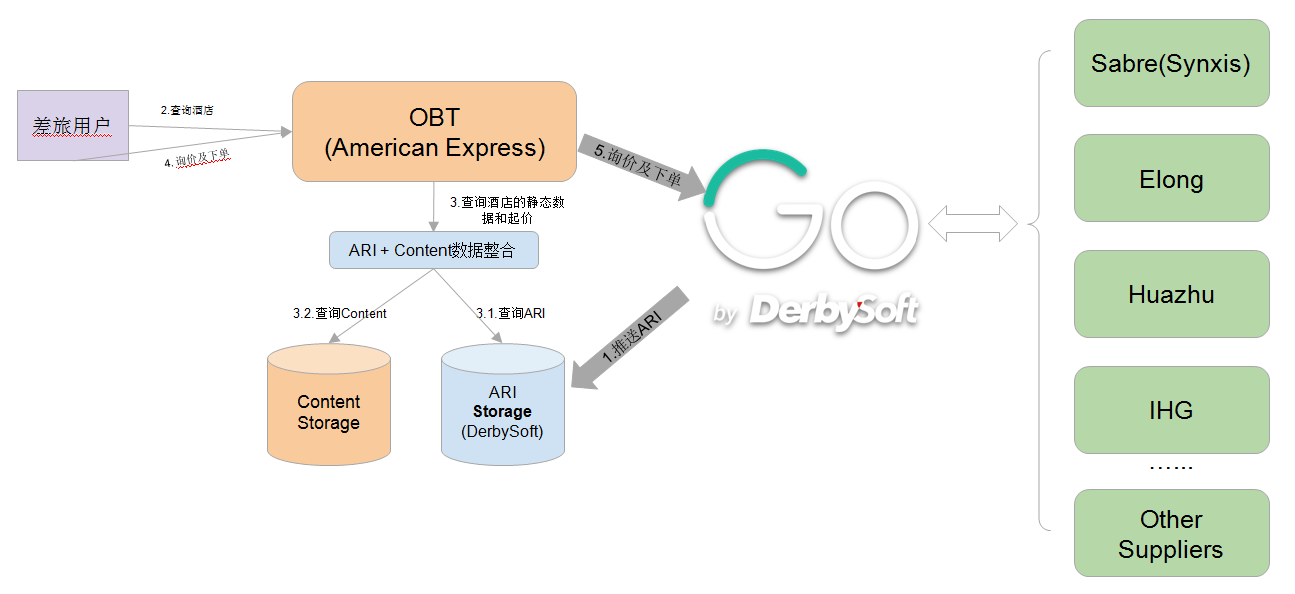 差旅用户
2.查询酒店
4. 询价及下单
OBT
(American Express)
3.查询酒店的静态数
据和起价
ARI + Content数据整合
3.2.查询Content
3.1.查询ARI
Content
Storage
ARI
Storage
(DerbySoft)
5.询价及下单
1.推送ARI
GO
by DerbySoft
Sabre(Synxis)
Elong
Huazhu
IHG
……
Other
Suppliers